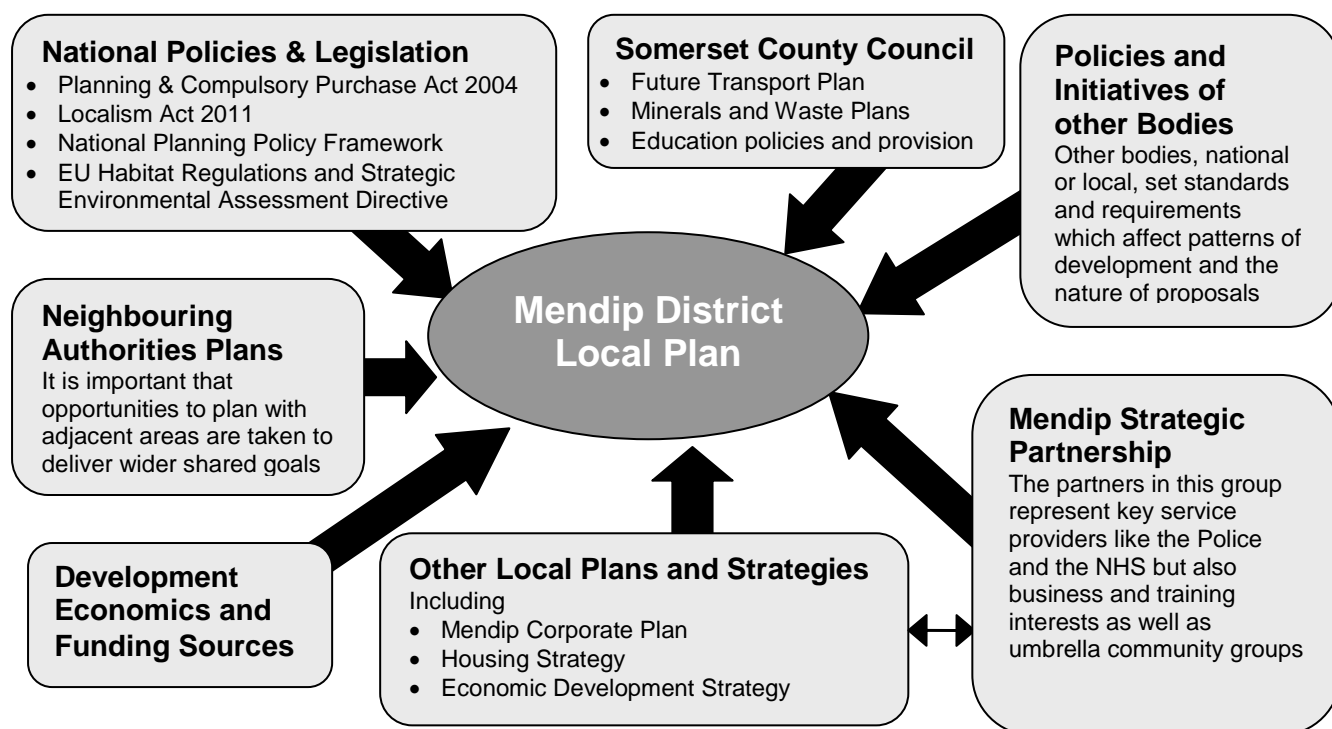 National Policies & Legislation
• Planning & Compulsory Purchase Act 2004
• Localism Act 2011
• National Planning Policy Framework
• EU Habitat Regulations and Strategic
Environmental Assessment Directive
Somerset County Council
• Future Transport Plan
• Minerals and Waste Plans
• Education policies and provision
Policies and
Initiatives of
other Bodies
Other bodies, national
or local, set standards
and requirements
which affect patterns of
development and the
nature of proposals
Mendip District
Local Plan
Neighbouring
Authorities Plans
It is important that
opportunities to plan with
adjacent areas are taken to
deliver wider shared goals
Mendip Strategic
Partnership
The partners in this group
represent key service
providers like the Police
and the NHS but also
business and training
interests as well as
umbrella community groups
Development
Economics and
Funding Sources
Other Local Plans and Strategies
Including
• Mendip Corporate Plan
• Housing Strategy
• Economic Development Strategy